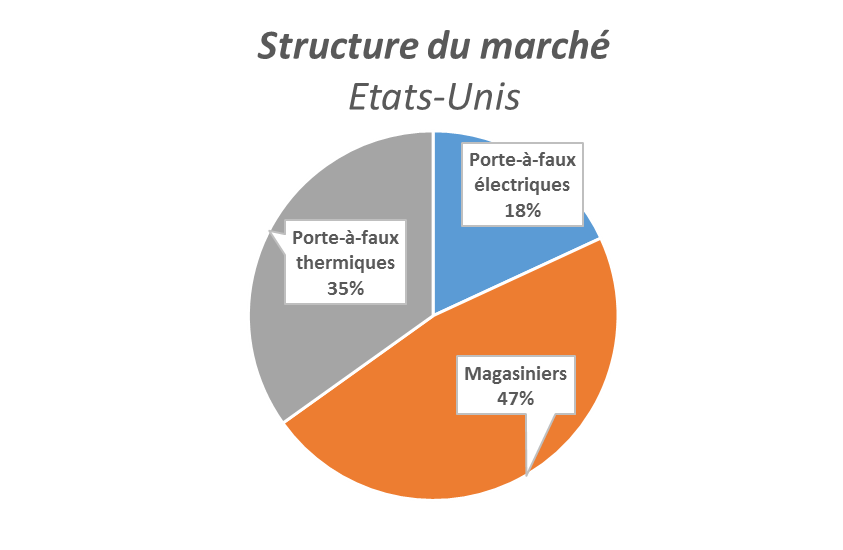 Structure du marché
Etats-Unis
Porte-à-faux
électriques
18%
Porte-à-faux
thermiques
35%
Magasiniers
47%